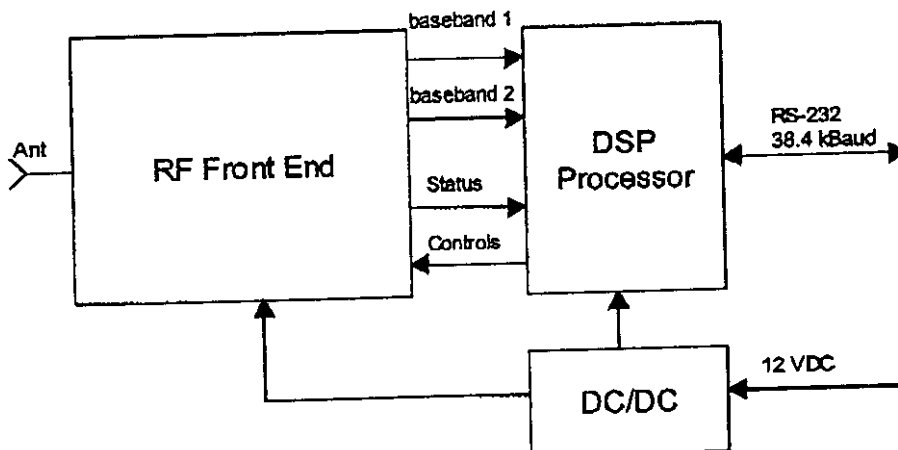 baseband 1
baseband 2
Ant
RF Front End
Status
Controls
DSP
Processor
RS-232
38.4 kBaud
12 VDC
DC/DC